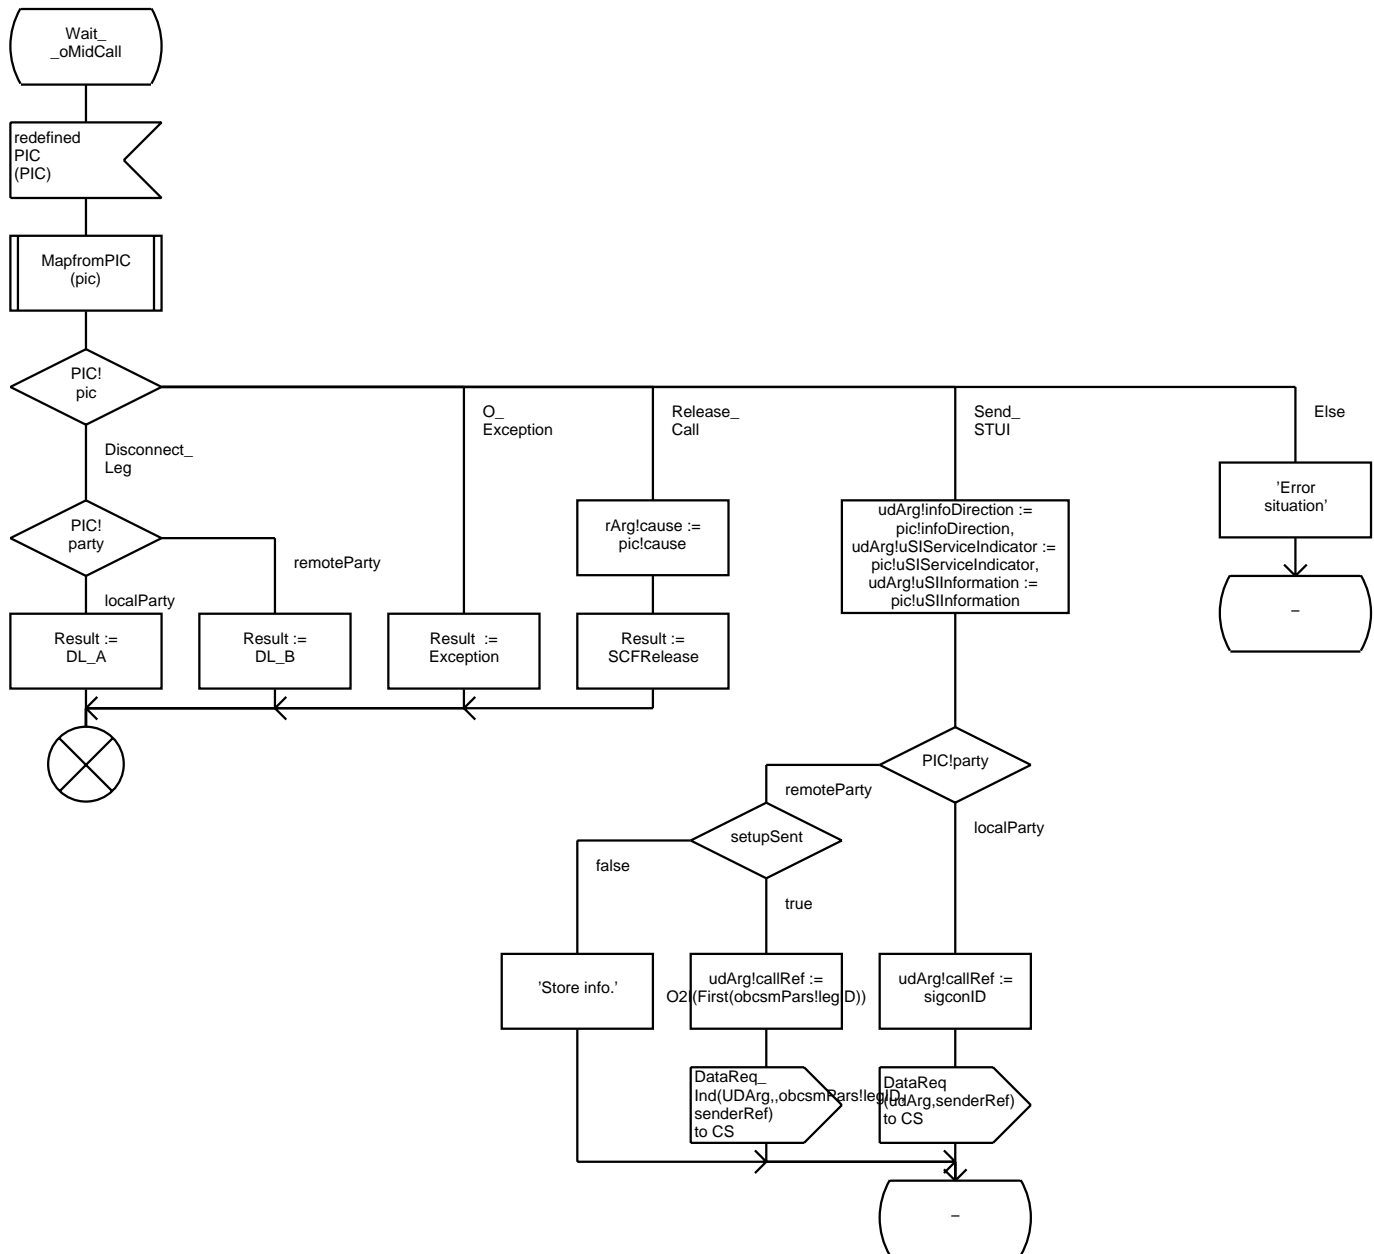 Wait_
_oMidCall
redefined
PIC
(PIC)
MapfromPIC
(pic)
PIC!
pic
O_
Exception
Release_
Call
Send_
STUI
Else
Disconnect_
Leg
'Error
situation'
PIC!
party
rArg!cause :=
pic!cause
udArg!infoDirection :=
pic!infoDirection,
udArg!uSIServiceIndicator :=
pic!uSIServiceIndicator,
udArg!uSIInformation :=
pic!uSIInformation
remoteParty
localParty
–
Result :=
DL_A
Result :=
DL_B
Result  :=
Exception
Result :=
SCFRelease
PIC!party
remoteParty
localParty
setupSent
false
true
'Store info.'
udArg!callRef :=
O2I(First(obcsmPars!legID))
udArg!callRef :=
sigconID
DataReq_
Ind(UDArg,,obcsmPars!legID,
senderRef)
to CS
DataReq
(udArg,senderRef)
to CS
–